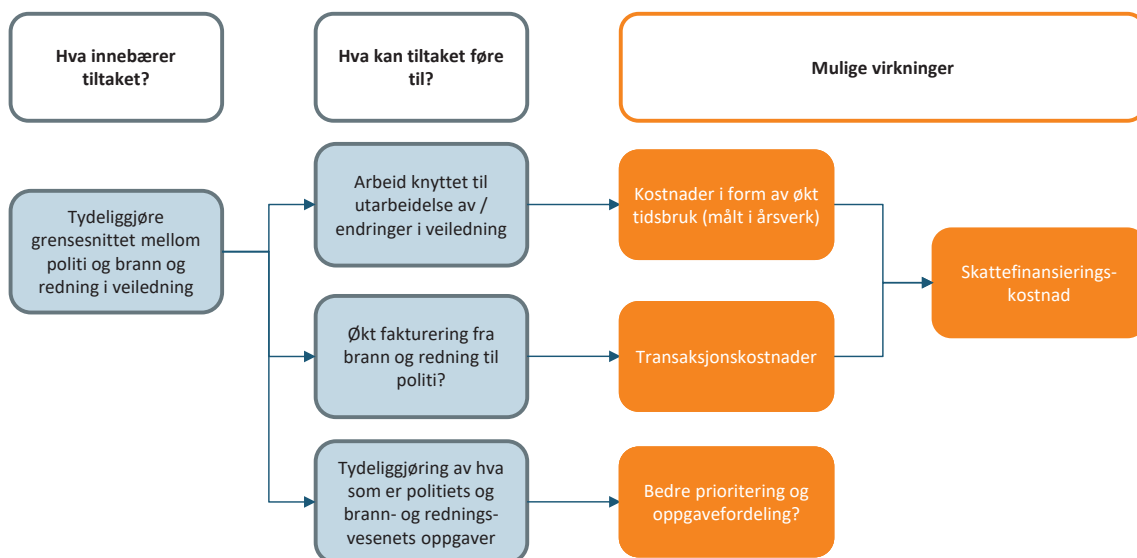 Hva innebærer
tiltaket?
Hva kan tiltaket føre
til?
Mulige virkninger
Tydeliggjøre
grensesnittet mellom
politi og brann og
redning i veiledning
Arbeid knyttet til
utarbeidelse av /
endringer i veiledning
Kostnader i form av økt
tidsbruk (målt i årsverk)
Skattefinansierings-
kostnad
Økt fakturering fra
brann og redning til
politi?
Transaksjonskostnader
Tydeliggjøring av hva
som er politiets og
brann- og rednings-
vesenets oppgaver
Bedre prioritering og
oppgavefordeling?